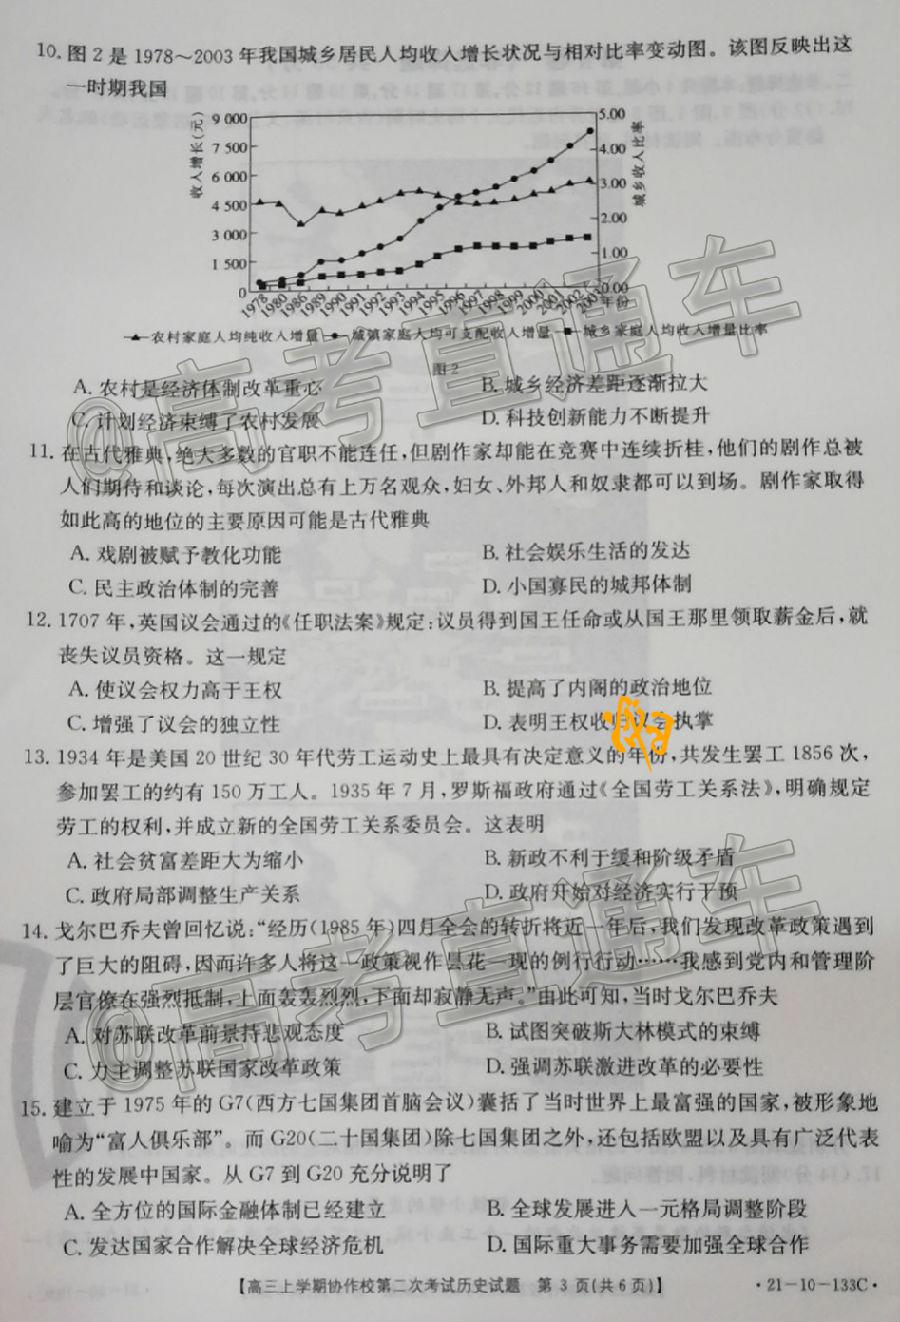 10. 图 2 是 1978～2003 年我国城乡居民人均收入增长状况与相对比率变动图。该图反映出这
一时期我国
收入增长(元)
9 000
7 500
6 000
4 500
3 000
1 500
0
5.00
4.00
3.00
2.00
1.00
0.00
城乡收入比率
1978 1980 1986 1989 1990 1991 1992 1993 1994 1995 1996 1997 1998 1999 2000 2001 2002 2003 年份
农村家庭人均纯收入增量 城镇家庭人均可支配收入增量 城乡家庭人均收入增量比率
图 2
A. 农村是经济体制改革重心 B. 城乡经济差距逐渐拉大
C. 计划经济束缚了农村发展 D. 科技创新能力不断提升
11. 在古代雅典，绝大多数的官职不能连任，但剧作家却能在竞赛中连续折桂，他们的剧作总被
人们期待和谈论，每次演出总有上万名观众，妇女、外邦人和奴隶都可以到场。剧作家取得
如此高的地位的主要原因可能是古代雅典
A. 戏剧被赋予教化功能 B. 社会娱乐生活的发达
C. 民主政治体制的完善 D. 小国寡民的城邦体制
12. 1707 年，英国议会通过的《任职法案》规定：议员得到国王任命或从国王那里领取薪金后，就
丧失议员资格。这一规定
A. 使议会权力高于王权 B. 提高了内阁的政治地位
C. 增强了议会的独立性 D. 表明王权收归议会执掌
13. 1934 年是美国 20 世纪 30 年代劳工运动史上最具有决定意义的年份，共发生罢工 1856 次，
参加罢工的约有 150 万工人。1935 年 7 月，罗斯福政府通过《全国劳工关系法》，明确规定
劳工的权利，并成立新的全国劳工关系委员会。这表明
A. 社会贫富差距大为缩小 B. 新政不利于缓和阶级矛盾
C. 政府局部调整生产关系 D. 政府开始对经济实行干预
14. 戈尔巴乔夫曾回忆说：“经历(1985 年)四月全会的转折将近一年后，我们发现改革政策遇到
了巨大的阻碍，因而许多人将这一政策视作昙花一现的例行行动……我感到党内和管理阶
层官僚在强烈抵制，上面轰轰烈烈，下面却寂静无声。”由此可知，当时戈尔巴乔夫
A. 对苏联改革前景持悲观态度 B. 试图突破斯大林模式的束缚
C. 力主调整苏联国家改革政策 D. 强调苏联激进改革的必要性
15. 建立于 1975 年的 G7(西方七国集团首脑会议)囊括了当时世界上最富强的国家，被形象地
喻为“富人俱乐部”。而 G20(二十国集团)除七国集团之外，还包括欧盟以及具有广泛代表
性的发展中国家。从 G7 到 G20 充分说明了
A. 全方位的国际金融体制已经建立 B. 全球发展进入一元格局调整阶段
C. 发达国家合作解决全球经济危机 D. 国际重大事务需要加强全球合作
【高三上学期协作校第二次考试历史试题 第 3 页(共 6 页)】 ·21-10-133C·
@高考直通车
@高考直通车